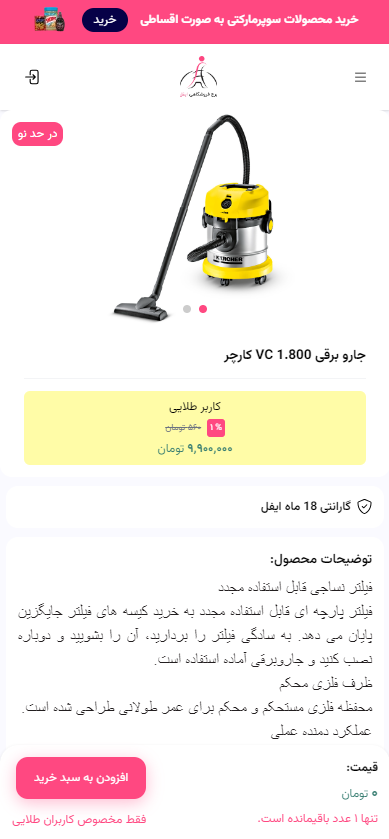 خرید محصولات سوپرمارکتی به صورت اقساطی
خرید
برج فروشگاهی ایفل
در حد نو
KARCHER
جارو برقی VC 1.800 کارچر
کاربر طلایی
۱% ۵۶۰ تومان
۹,۹۰۰,۰۰۰ تومان
گارانتی 18 ماه ایفل
توضیحات محصول:
فیلتر نساجی قابل استفاده مجدد
فیلتر پارچه ای قابل استفاده مجدد به خرید کیسه های فیلتر جایگزین
پایان می دهد. به سادگی فیلتر را بردارید، آن را بشویید و دوباره
نصب کنید و جاروبرقی آماده استفاده است.
ظرف فلزی محکم
محفظه فلزی مستحکم و محکم برای عمر طولانی طراحی شده است.
عملکرد دمنده عملی
قیمت:
۰ تومان
تنها ۱ عدد باقیمانده است.
افزودن به سبد خرید
فقط مخصوص کاربران طلایی